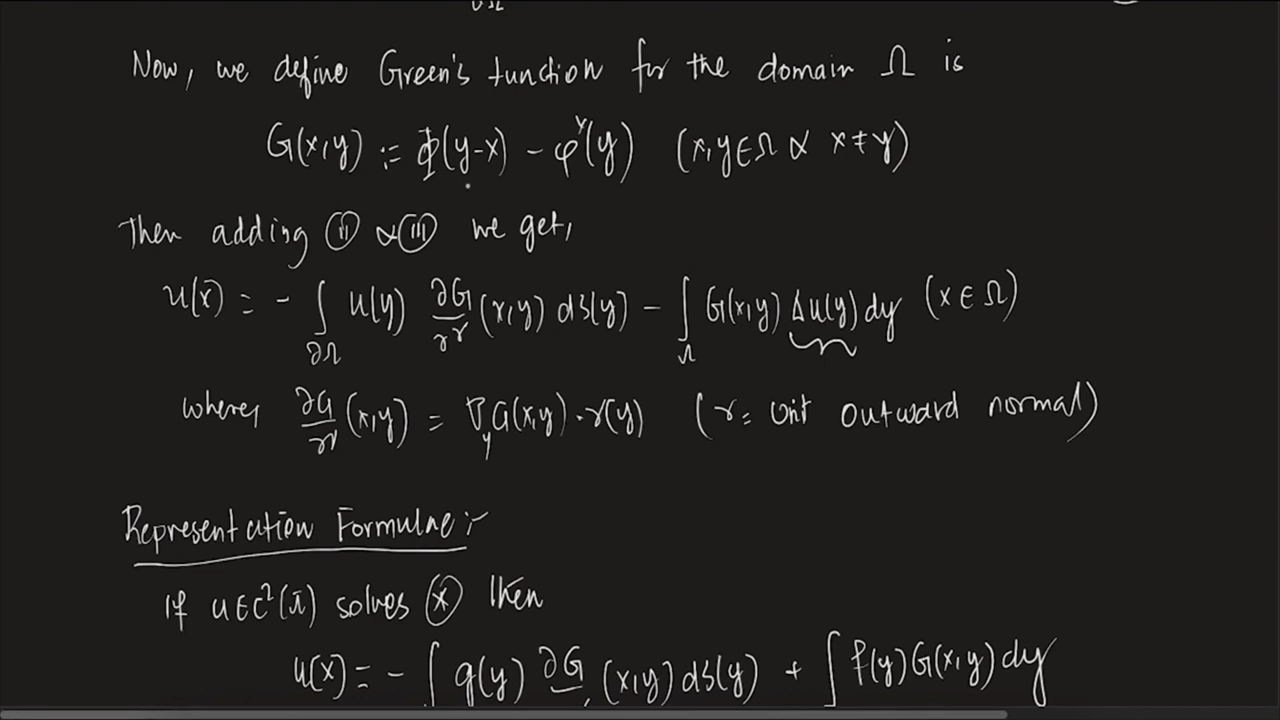 ∂Ω
Now, we define Green's function for the domain Ω is
G(x,y) := Φ(y-x) - φˣ(y) (x,y ∈ Ω & x ≠ y)
Then adding (ii) & (iii) we get,
u(x) = - ∫_∂Ω u(y) ∂G/∂γ (x,y) ds(y) - ∫_Ω G(x,y) Δu(y) dy (x ∈ Ω)
where, ∂G/∂γ (x,y) = ∇_y G(x,y)·γ(y) (γ = unit outward normal)
Representation Formulae :-
If u ∈ C²(Ω̄) solves (*) then
u(x) = - ∫ g(y) ∂G (x,y) ds(y) + ∫ f(y) G(x,y) dy